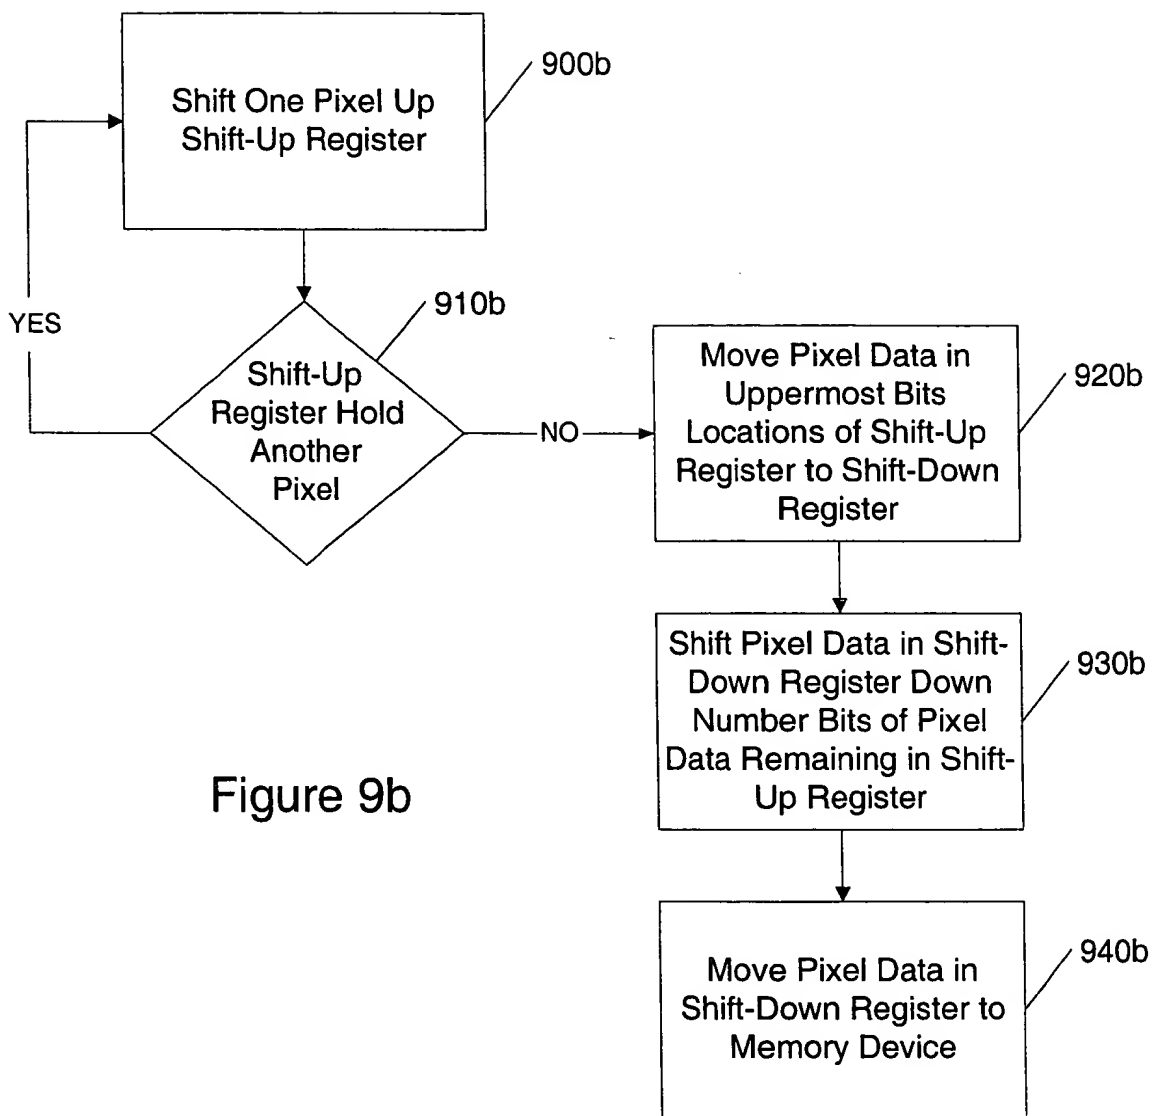 Shift One Pixel Up
Shift-Up Register
900b
YES
910b
Shift-Up
Register Hold
Another
Pixel
NO
Move Pixel Data in
Uppermost Bits
Locations of Shift-Up
Register to Shift-Down
Register
920b
Shift Pixel Data in Shift-
Down Register Down
Number Bits of Pixel
Data Remaining in Shift-
Up Register
930b
Figure 9b
Move Pixel Data in
Shift-Down Register to
Memory Device
940b